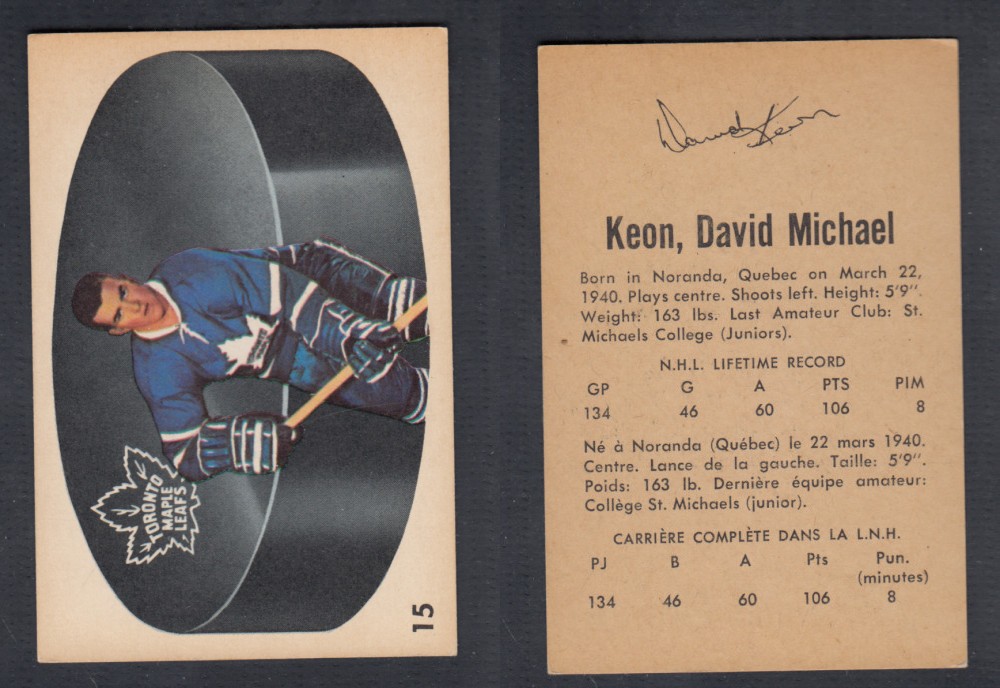 TORONTO
MAPLE
LEAFS
15
David Keon
Keon, David Michael
Born in Noranda, Quebec on March 22,
1940. Plays centre. Shoots left. Height: 5'9".
Weight: 163 lbs. Last Amateur Club: St.
Michaels College (Juniors).
N.H.L. LIFETIME RECORD
GP G A PTS PIM
134 46 60 106 8
Né à Noranda (Québec) le 22 mars 1940.
Centre. Lance de la gauche. Taille: 5'9".
Poids: 163 lb. Dernière équipe amateur:
Collège St. Michaels (junior).
CARRIÈRE COMPLÈTE DANS LA L.N.H.
PJ B A Pts Pun.
(minutes)
134 46 60 106 8